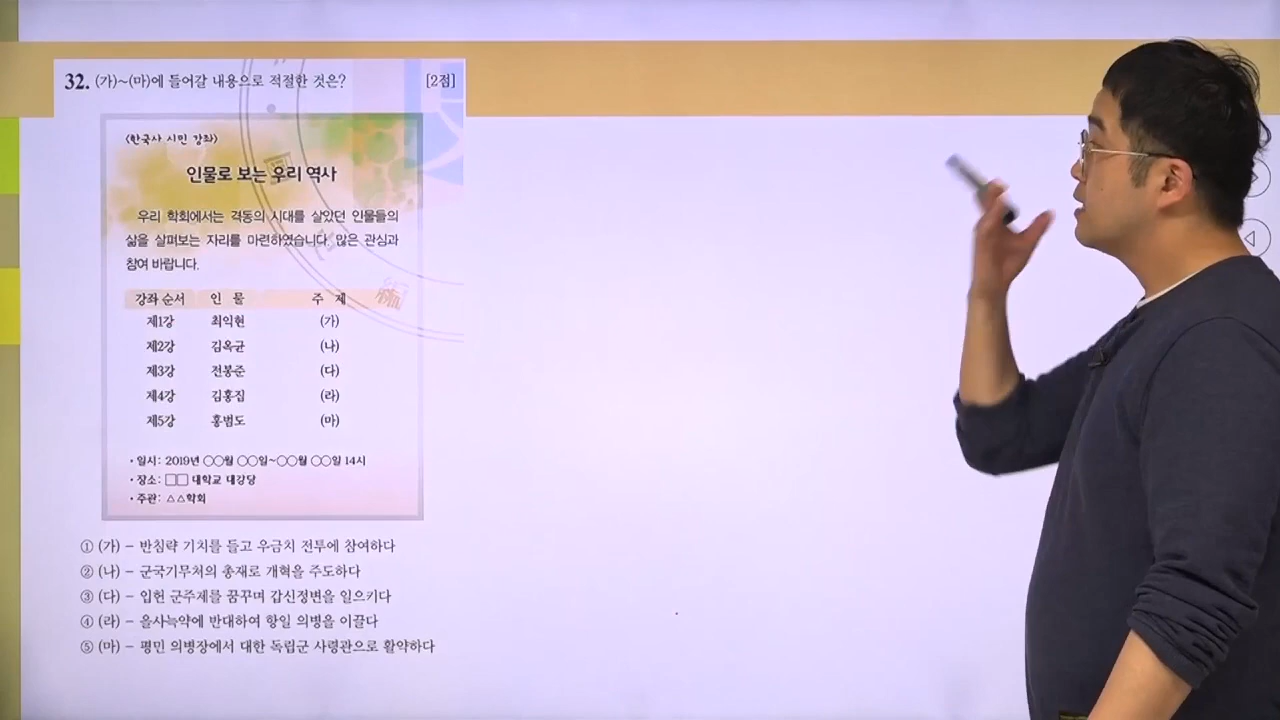 32. (가)~(마)에 들어갈 내용으로 적절한 것은? [2점]
〈한국사 시민 강좌〉
인물로 보는 우리 역사
우리 학회에서는 격동의 시대를 살았던 인물들의
삶을 살펴보는 자리를 마련하였습니다. 많은 관심과
참여 바랍니다.
강좌 순서 인 물 주 제
제1강 최익현 (가)
제2강 김옥균 (나)
제3강 전봉준 (다)
제4강 김홍집 (라)
제5강 홍범도 (마)
• 일시: 2019년 ○○월 ○○일~○○월 ○○일 14시
• 장소: □□ 대학교 대강당
• 주관: △△학회
① (가) – 반침략 기치를 들고 우금치 전투에 참여하다
② (나) – 군국기무처의 총재로 개혁을 주도하다
③ (다) – 입헌 군주제를 꿈꾸며 갑신정변을 일으키다
④ (라) – 을사늑약에 반대하여 항일 의병을 이끌다
⑤ (마) – 평민 의병장에서 대한 독립군 사령관으로 활약하다